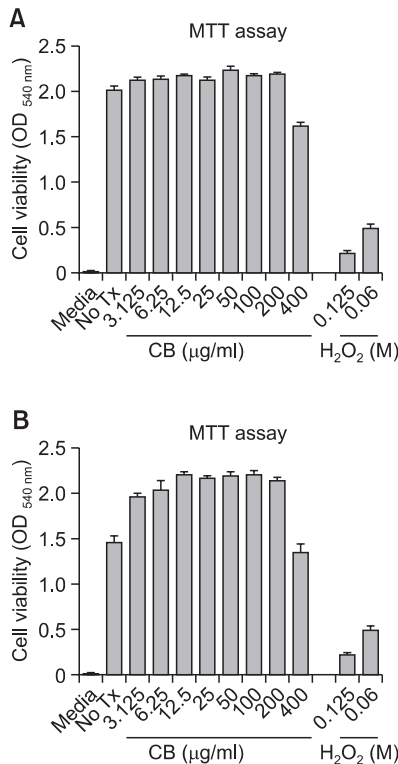 A
MTT assay
Cell viability (OD 540 nm)
2.5
2.0
1.5
1.0
0.5
0
Media
No Tx
3.125
6.25
12.5
25
50
100
200
400
0.125
0.06
CB (μg/ml)
H₂O₂ (M)
B
MTT assay
Cell viability (OD 540 nm)
2.5
2.0
1.5
1.0
0.5
0
Media
No Tx
3.125
6.25
12.5
25
50
100
200
400
0.125
0.06
CB (μg/ml)
H₂O₂ (M)